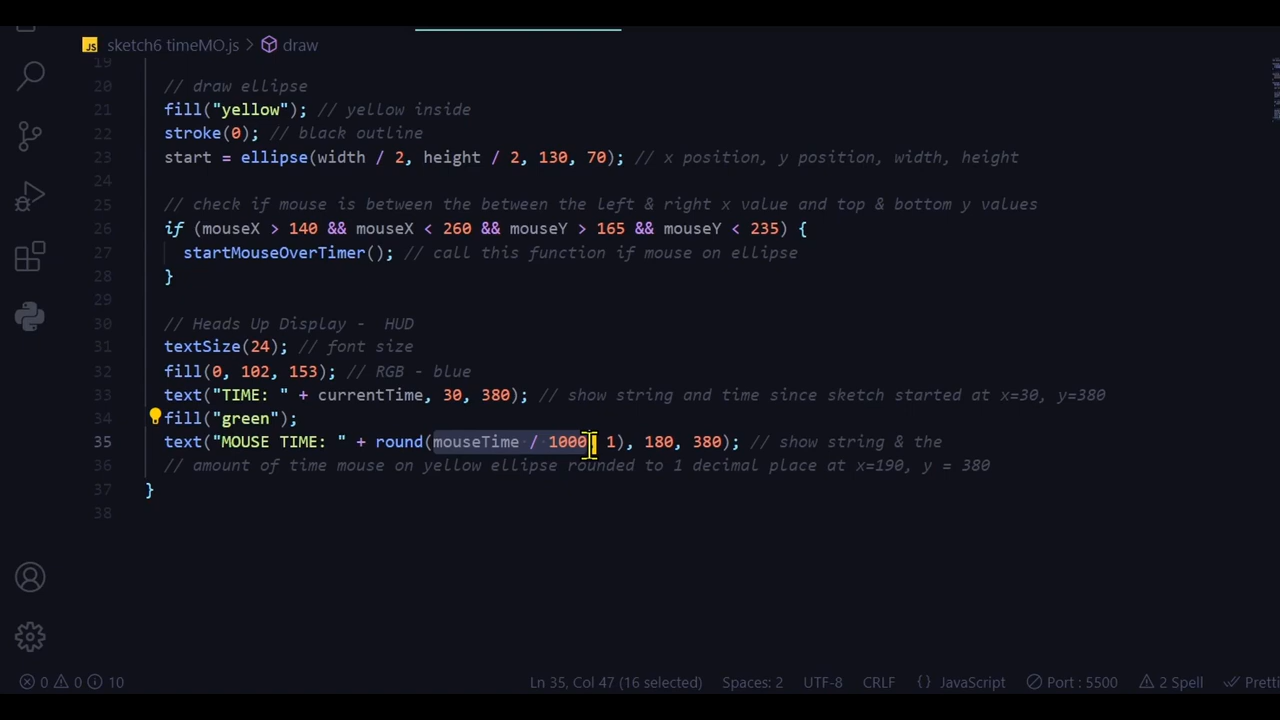 JS sketch6 timeMO.js > draw
19
20 // draw ellipse
21 fill("yellow"); // yellow inside
22 stroke(0); // black outline
23 start = ellipse(width / 2, height / 2, 130, 70); // x position, y position, width, height
24
25 // check if mouse is between the between the left & right x value and top & bottom y values
26 if (mouseX > 140 && mouseX < 260 && mouseY > 165 && mouseY < 235) {
27 startMouseOverTimer(); // call this function if mouse on ellipse
28 }
29
30 // Heads Up Display - HUD
31 textSize(24); // font size
32 fill(0, 102, 153); // RGB - blue
33 text("TIME: " + currentTime, 30, 380); // show string and time since sketch started at x=30, y=380
34 fill("green");
35 text("MOUSE TIME: " + round(mouseTime / 1000, 1), 180, 380); // show string & the
36 // amount of time mouse on yellow ellipse rounded to 1 decimal place at x=190, y = 380
37 }
38
0 0 10 Ln 35, Col 47 (16 selected) Spaces: 2 UTF-8 CRLF {} JavaScript Port : 5500 2 Spell Pretti